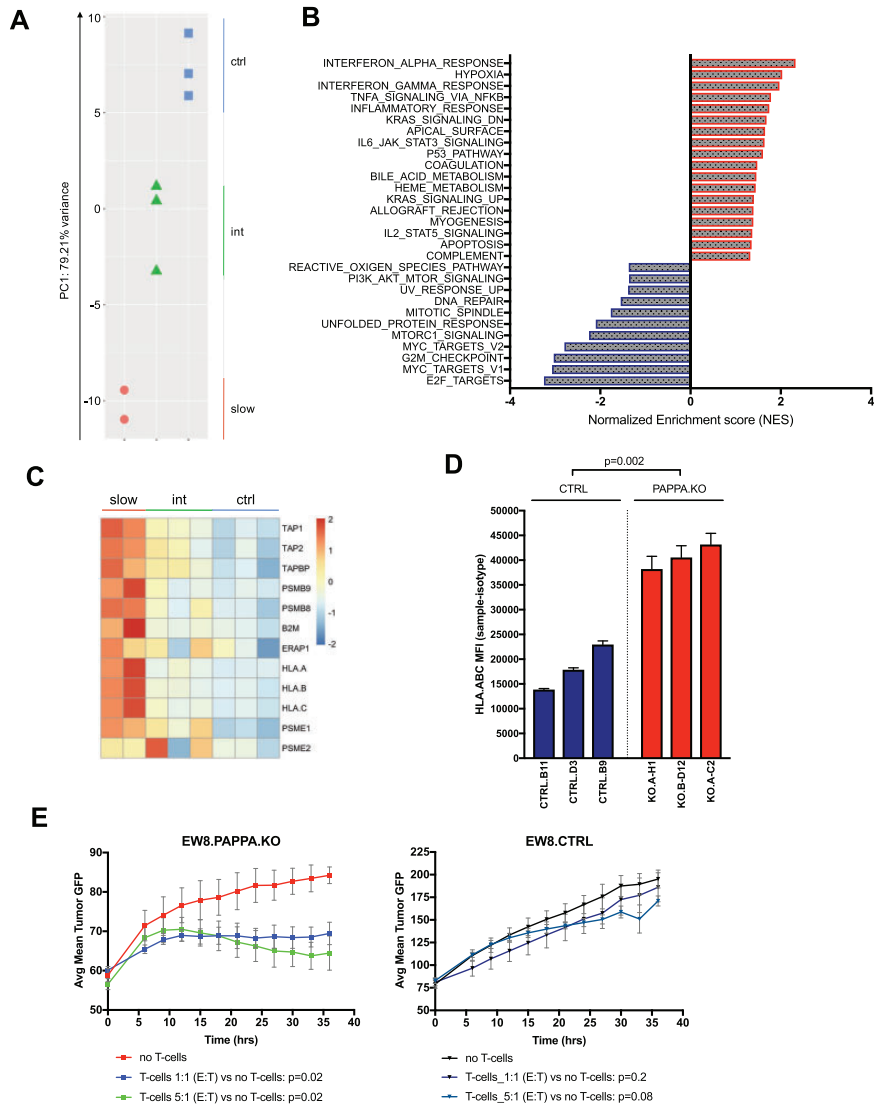 A
10
5
0
-5
-10
PC1: 79.21% variance
ctrl
int
slow
B
INTERFERON_ALPHA_RESPONSE
HYPOXIA
INTERFERON_GAMMA_RESPONSE
TNFA_SIGNALING_VIA_NFKB
INFLAMMATORY_RESPONSE
KRAS_SIGNALING_DN
APICAL_SURFACE
IL6_JAK_STAT3_SIGNALING
P53_PATHWAY
COAGULATION
BILE_ACID_METABOLISM
HEME_METABOLISM
KRAS_SIGNALING_UP
ALLOGRAFT_REJECTION
MYOGENESIS
IL2_STAT5_SIGNALING
APOPTOSIS
COMPLEMENT
REACTIVE_OXIGEN_SPECIES_PATHWAY
PI3K_AKT_MTOR_SIGNALING
UV_RESPONSE_UP
DNA_REPAIR
MITOTIC_SPINDLE
UNFOLDED_PROTEIN_RESPONSE
MTORC1_SIGNALING
MYC_TARGETS_V2
G2M_CHECKPOINT
MYC_TARGETS_V1
E2F_TARGETS
-4 -2 0 2 4
Normalized Enrichment score (NES)
C
slow int ctrl
TAP1
TAP2
TAPBP
PSMB9
PSMB8
B2M
ERAP1
HLA.A
HLA.B
HLA.C
PSME1
PSME2
2
1
0
-1
-2
D
p=0.002
CTRL PAPPA.KO
50000
45000
40000
35000
30000
25000
20000
15000
10000
5000
0
HLA.ABC MFI (sample-isotype)
CTRL.B11
CTRL.D3
CTRL.B9
KO.A-H1
KO.B-D12
KO.A-C2
E
EW8.PAPPA.KO
90
80
70
60
50
Avg Mean Tumor GFP
0 5 10 15 20 25 30 35 40
Time (hrs)
no T-cells
T-cells 1:1 (E:T) vs no T-cells: p=0.02
T-cells 5:1 (E:T) vs no T-cells: p=0.02
EW8.CTRL
225
200
175
150
125
100
75
50
Avg Mean Tumor GFP
0 5 10 15 20 25 30 35 40
Time (hrs)
no T-cells
T-cells_1:1 (E:T) vs no T-cells: p=0.2
T-cells_5:1 (E:T) vs no T-cells: p=0.08